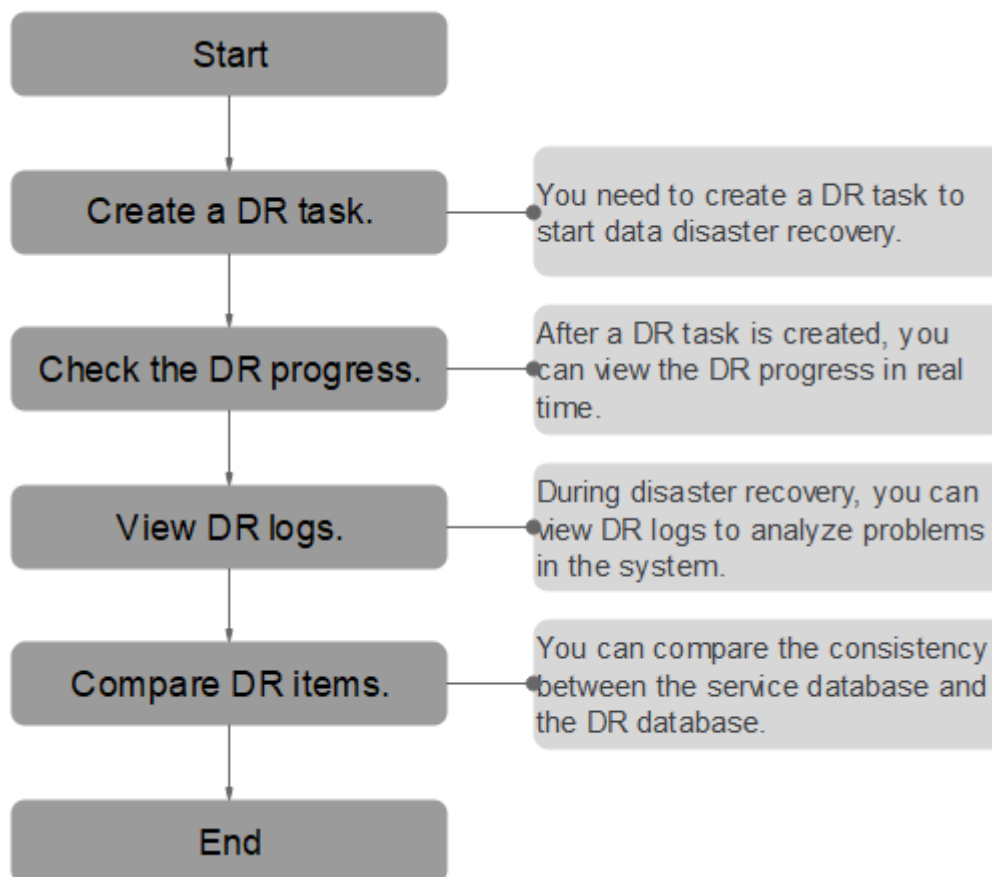 Start
Create a DR task.
You need to create a DR task to
start data disaster recovery.
Check the DR progress.
After a DR task is created, you
can view the DR progress in real
time.
View DR logs.
During disaster recovery, you can
view DR logs to analyze problems
in the system.
Compare DR items.
You can compare the consistency
between the service database and
the DR database.
End